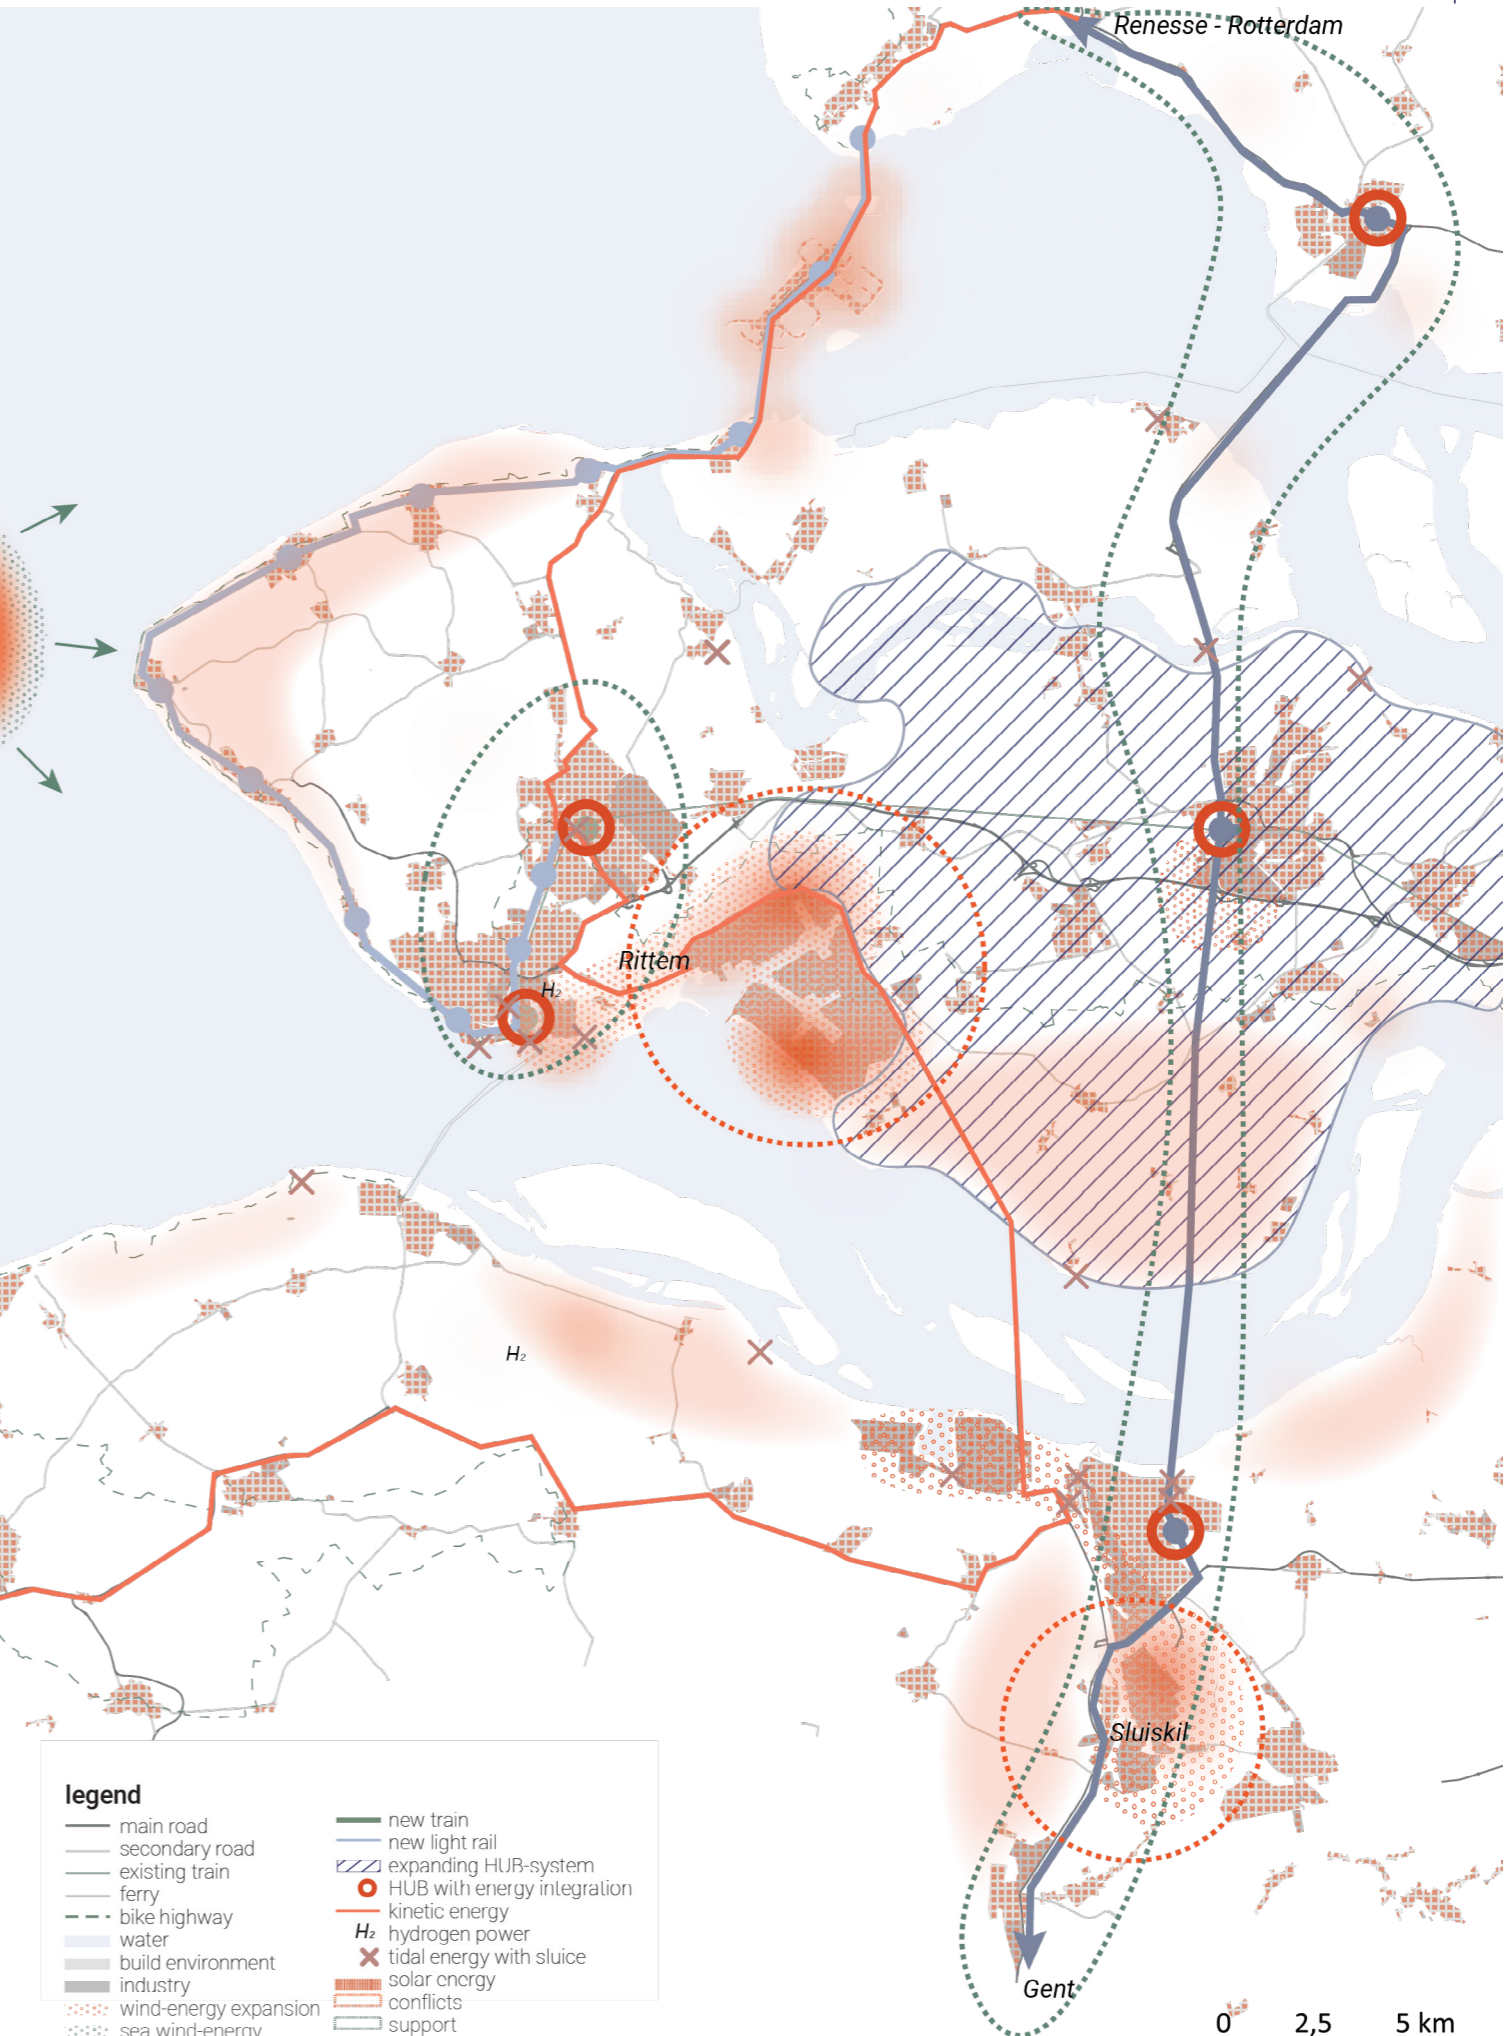 Renesse - Rotterdam
Rittem
H₂
H₂
Sluiskil
Gent
legend
main road
secondary road
existing train
ferry
bike highway
water
build environment
industry
wind-energy expansion
sea wind-energy
new train
new light rail
expanding HUB-system
HUB with energy integration
kinetic energy
H₂ hydrogen power
tidal energy with sluice
solar energy
conflicts
support
0 2,5 5 km